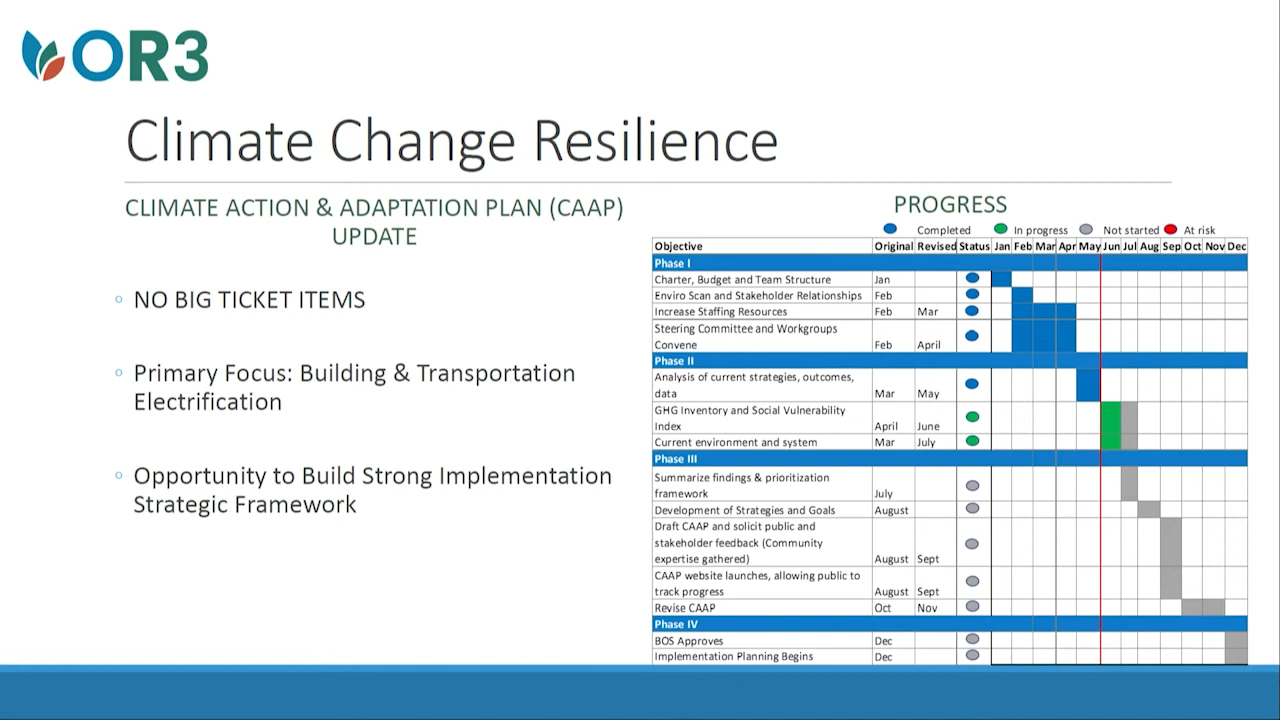 OR3
Climate Change Resilience
CLIMATE ACTION & ADAPTATION PLAN (CAAP)
UPDATE
NO BIG TICKET ITEMS
Primary Focus: Building & Transportation
Electrification
Opportunity to Build Strong Implementation
Strategic Framework
PROGRESS
Completed In progress Not started At risk
Objective Original Revised Status Jan Feb Mar Apr May Jun Jul Aug Sep Oct Nov Dec
Phase I
Charter, Budget and Team Structure Jan
Enviro Scan and Stakeholder Relationships Feb
Increase Staffing Resources Feb Mar
Steering Committee and Workgroups
Convene Feb April
Phase II
Analysis of current strategies, outcomes,
data Mar May
GHG Inventory and Social Vulnerability
Index April June
Current environment and system Mar July
Phase III
Summarize findings & prioritization
framework July
Development of Strategies and Goals August
Draft CAAP and solicit public and
stakeholder feedback (Community
expertise gathered) August Sept
CAAP website launches, allowing public to
track progress August Sept
Revise CAAP Oct Nov
Phase IV
BOS Approves Dec
Implementation Planning Begins Dec